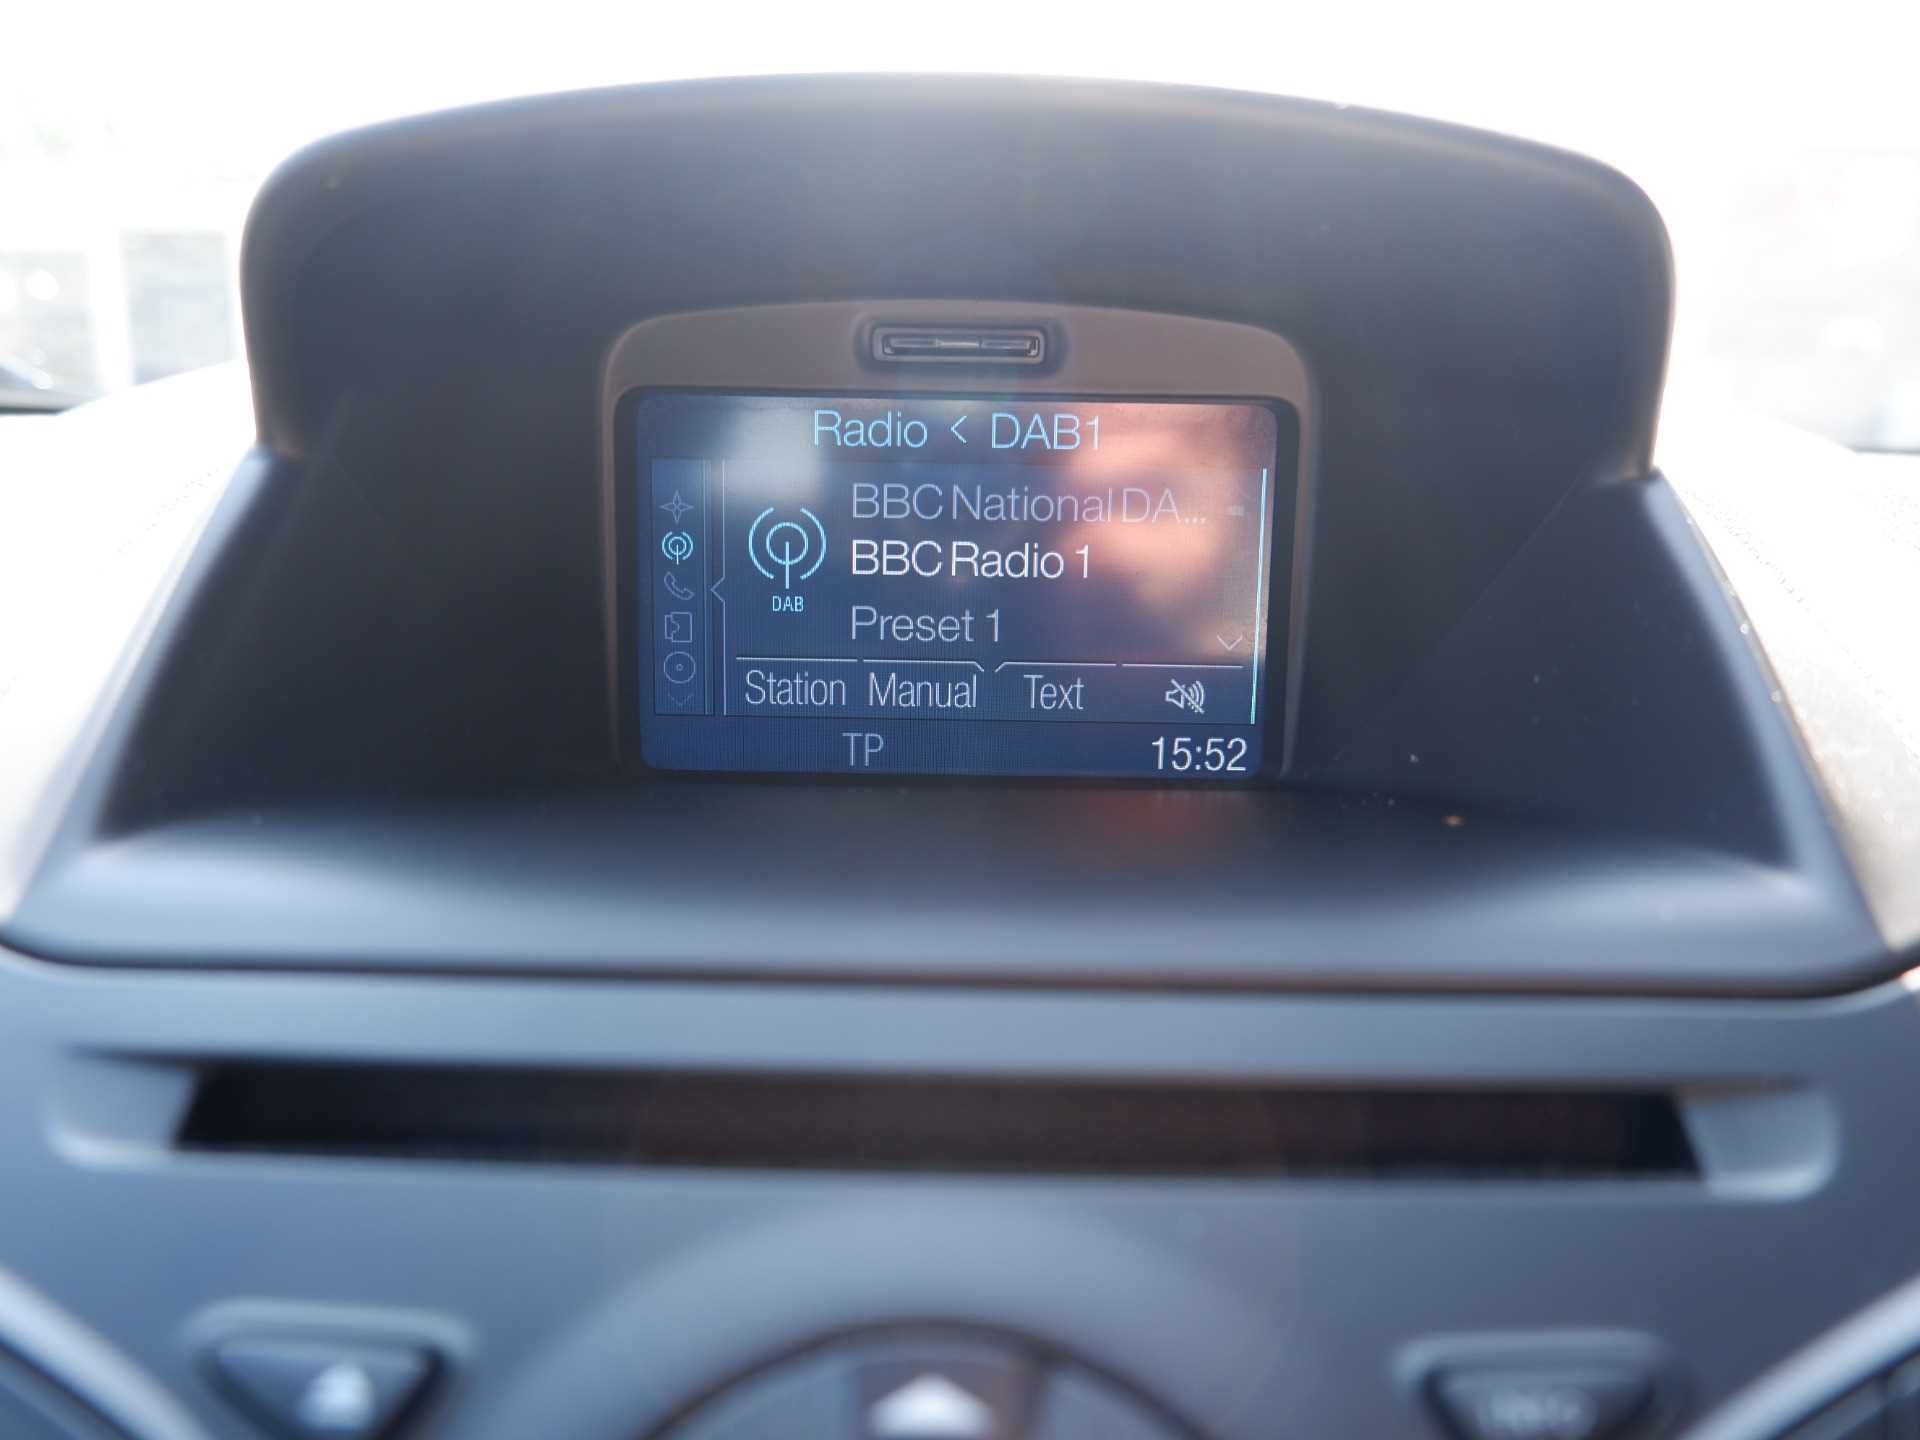 Radio < DAB1
BBC National DA...
BBC Radio 1
DAB
Preset 1
Station Manual Text
TP 15:52